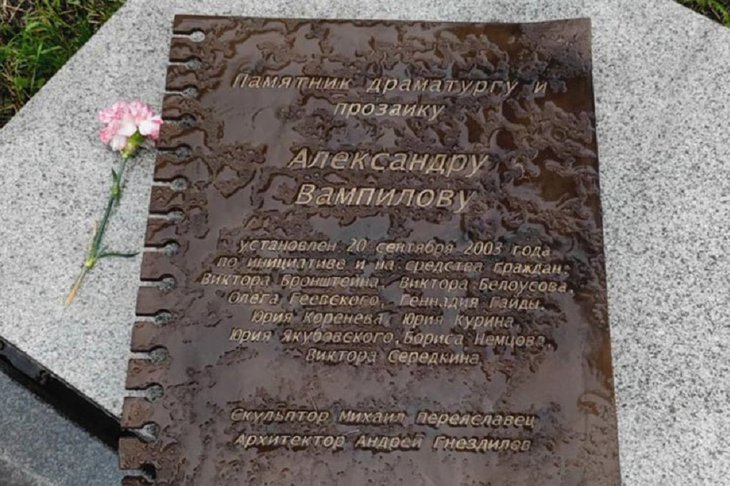 Памятник драматургу и
прозаику
Александру
Вампилову
установлен 20 сентября 2003 года
по инициативе и на средства граждан:
Виктора Бронштейна, Виктора Белоусова,
Олега Геевского, Геннадия Гайды,
Юрия Коренева, Юрия Курина,
Юрия Якубовского, Бориса Немцова,
Виктора Середкина
Скульптор Михаил Переяславец
Архитектор Андрей Гнездилов